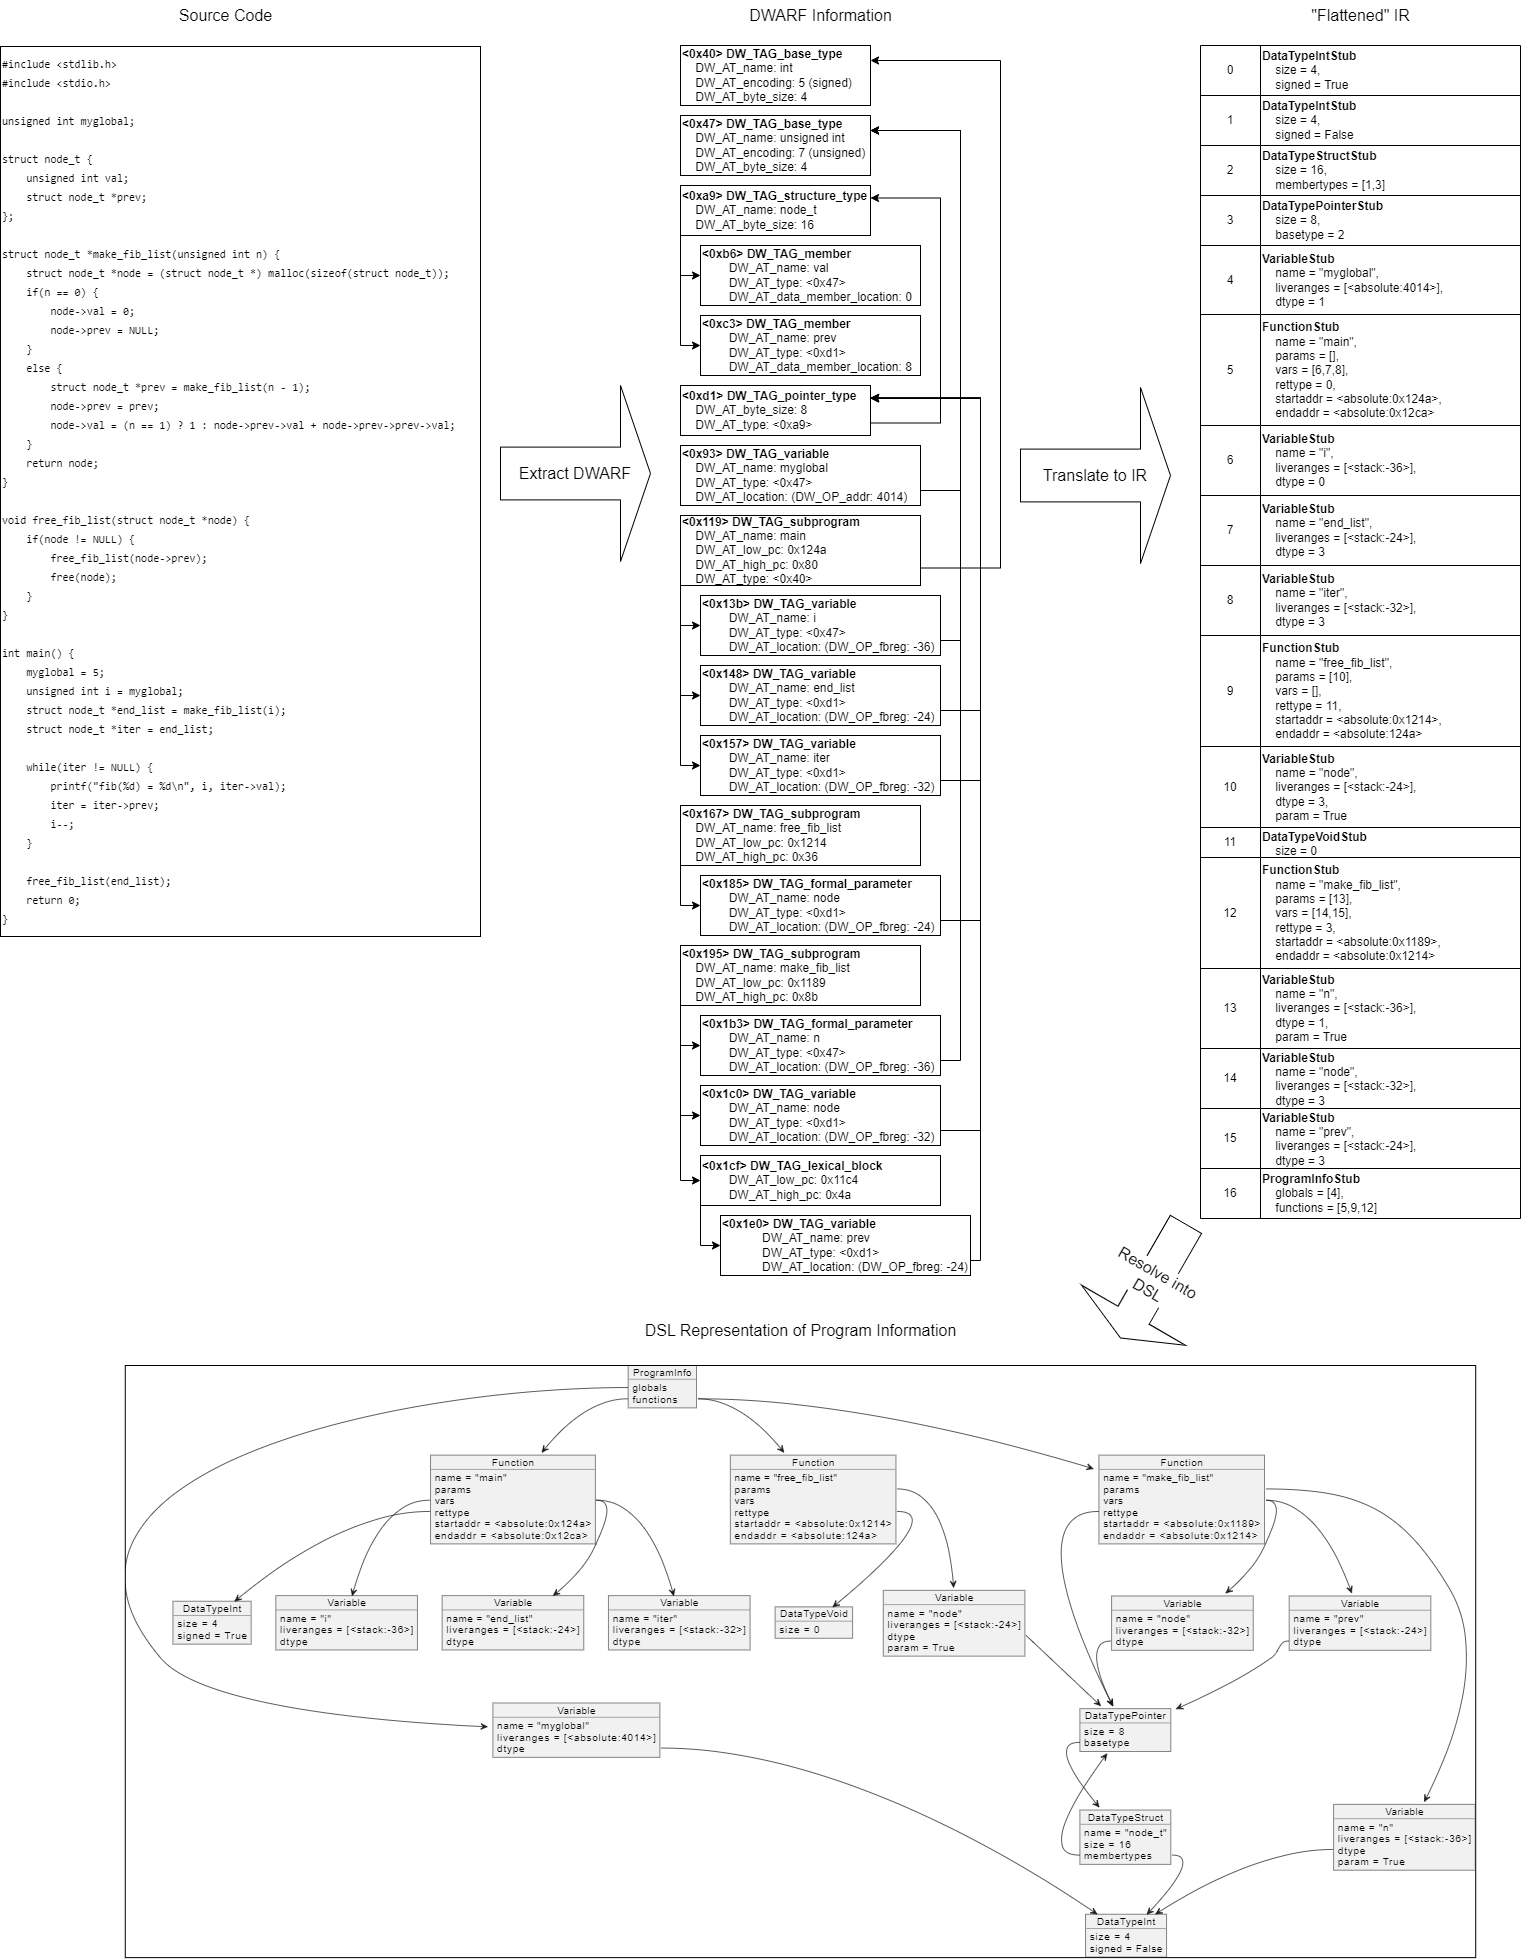 Source Code
#include <stdlib.h>
#include <stdio.h>
unsigned int myglobal;
struct node_t {
unsigned int val;
struct node_t *prev;
};
struct node_t *make_fib_list(unsigned int n) {
struct node_t *node = (struct node_t *) malloc(sizeof(struct node_t));
if(n == 0) {
node->val = 0;
node->prev = NULL;
}
else {
struct node_t *prev = make_fib_list(n - 1);
node->prev = prev;
node->val = (n == 1) ? 1 : node->prev->val + node->prev->prev->val;
}
return node;
}
void free_fib_list(struct node_t *node) {
if(node != NULL) {
free_fib_list(node->prev);
free(node);
}
}
int main() {
myglobal = 5;
unsigned int i = myglobal;
struct node_t *end_list = make_fib_list(i);
struct node_t *iter = end_list;
while(iter != NULL) {
printf("fib(%d) = %d\n", i, iter->val);
iter = iter->prev;
i--;
}
free_fib_list(end_list);
return 0;
}
Extract DWARF
DWARF Information
<0x40> DW_TAG_base_type
DW_AT_name: int
DW_AT_encoding: 5 (signed)
DW_AT_byte_size: 4
<0x47> DW_TAG_base_type
DW_AT_name: unsigned int
DW_AT_encoding: 7 (unsigned)
DW_AT_byte_size: 4
<0xa9> DW_TAG_structure_type
DW_AT_name: node_t
DW_AT_byte_size: 16
<0xb6> DW_TAG_member
DW_AT_name: val
DW_AT_type: <0x47>
DW_AT_data_member_location: 0
<0xc3> DW_TAG_member
DW_AT_name: prev
DW_AT_type: <0xd1>
DW_AT_data_member_location: 8
<0xd1> DW_TAG_pointer_type
DW_AT_byte_size: 8
DW_AT_type: <0xa9>
<0x93> DW_TAG_variable
DW_AT_name: myglobal
DW_AT_type: <0x47>
DW_AT_location: (DW_OP_addr: 4014)
<0x119> DW_TAG_subprogram
DW_AT_name: main
DW_AT_low_pc: 0x124a
DW_AT_high_pc: 0x80
DW_AT_type: <0x40>
<0x13b> DW_TAG_variable
DW_AT_name: i
DW_AT_type: <0x47>
DW_AT_location: (DW_OP_fbreg: -36)
<0x148> DW_TAG_variable
DW_AT_name: end_list
DW_AT_type: <0xd1>
DW_AT_location: (DW_OP_fbreg: -24)
<0x157> DW_TAG_variable
DW_AT_name: iter
DW_AT_type: <0xd1>
DW_AT_location: (DW_OP_fbreg: -32)
<0x167> DW_TAG_subprogram
DW_AT_name: free_fib_list
DW_AT_low_pc: 0x1214
DW_AT_high_pc: 0x36
<0x185> DW_TAG_formal_parameter
DW_AT_name: node
DW_AT_type: <0xd1>
DW_AT_location: (DW_OP_fbreg: -24)
<0x195> DW_TAG_subprogram
DW_AT_name: make_fib_list
DW_AT_low_pc: 0x1189
DW_AT_high_pc: 0x8b
<0x1b3> DW_TAG_formal_parameter
DW_AT_name: n
DW_AT_type: <0x47>
DW_AT_location: (DW_OP_fbreg: -36)
<0x1c0> DW_TAG_variable
DW_AT_name: node
DW_AT_type: <0xd1>
DW_AT_location: (DW_OP_fbreg: -32)
<0x1cf> DW_TAG_lexical_block
DW_AT_low_pc: 0x11c4
DW_AT_high_pc: 0x4a
<0x1e0> DW_TAG_variable
DW_AT_name: prev
DW_AT_type: <0xd1>
DW_AT_location: (DW_OP_fbreg: -24)
Translate to IR
"Flattened" IR
0
DataTypeIntStub
size = 4,
signed = True
1
DataTypeIntStub
size = 4,
signed = False
2
DataTypeStructStub
size = 16,
membertypes = [1,3]
3
DataTypePointerStub
size = 8,
basetype = 2
4
VariableStub
name = "myglobal",
liveranges = [<absolute:4014>],
dtype = 1
5
FunctionStub
name = "main",
params = [],
vars = [6,7,8],
rettype = 0,
startaddr = <absolute:0x124a>,
endaddr = <absolute:0x12ca>
6
VariableStub
name = "i",
liveranges = [<stack:-36>],
dtype = 0
7
VariableStub
name = "end_list",
liveranges = [<stack:-24>],
dtype = 3
8
VariableStub
name = "iter",
liveranges = [<stack:-32>],
dtype = 3
9
FunctionStub
name = "free_fib_list",
params = [10],
vars = [],
rettype = 11,
startaddr = <absolute:0x1214>,
endaddr = <absolute:124a>
10
VariableStub
name = "node",
liveranges = [<stack:-24>],
dtype = 3,
param = True
11
DataTypeVoidStub
size = 0
12
FunctionStub
name = "make_fib_list",
params = [13],
vars = [14,15],
rettype = 3,
startaddr = <absolute:0x1189>,
endaddr = <absolute:0x1214>
13
VariableStub
name = "n",
liveranges = [<stack:-36>],
dtype = 1,
param = True
14
VariableStub
name = "node",
liveranges = [<stack:-32>],
dtype = 3
15
VariableStub
name = "prev",
liveranges = [<stack:-24>],
dtype = 3
16
ProgramInfoStub
globals = [4],
functions = [5,9,12]
Resolve into
DSL
DSL Representation of Program Information
ProgramInfo
globals
functions
Function
name = "main"
params
vars
rettype
startaddr = <absolute:0x124a>
endaddr = <absolute:0x12ca>
Function
name = "free_fib_list"
params
vars
rettype
startaddr = <absolute:0x1214>
endaddr = <absolute:124a>
Function
name = "make_fib_list"
params
vars
rettype
startaddr = <absolute:0x1189>
endaddr = <absolute:0x1214>
DataTypeInt
size = 4
signed = True
Variable
name = "i"
liveranges = [<stack:-36>]
dtype
Variable
name = "end_list"
liveranges = [<stack:-24>]
dtype
Variable
name = "iter"
liveranges = [<stack:-32>]
dtype
DataTypeVoid
size = 0
Variable
name = "node"
liveranges = [<stack:-24>]
dtype
param = True
Variable
name = "node"
liveranges = [<stack:-32>]
dtype
Variable
name = "prev"
liveranges = [<stack:-24>]
dtype
Variable
name = "myglobal"
liveranges = [<absolute:4014>]
dtype
DataTypePointer
size = 8
basetype
DataTypeStruct
name = "node_t"
size = 16
membertypes
Variable
name = "n"
liveranges = [<stack:-36>]
dtype
param = True
DataTypeInt
size = 4
signed = False